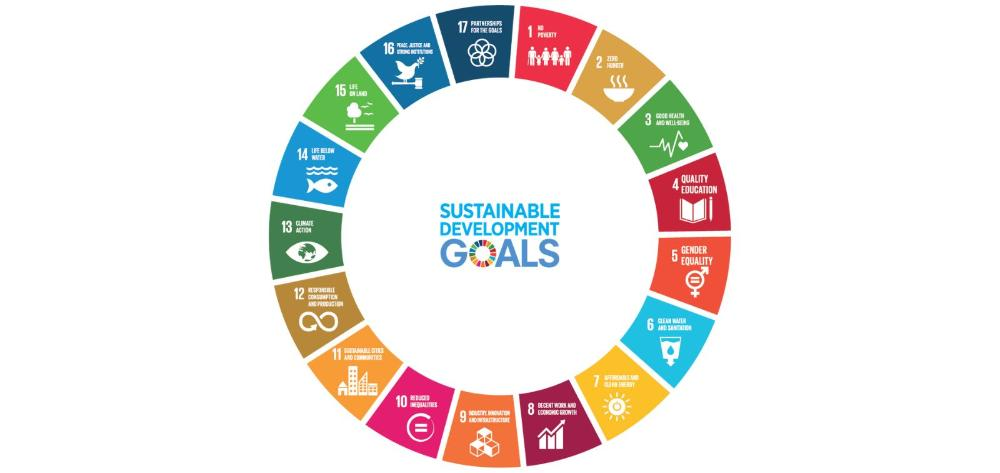 17 PARTNERSHIPS
FOR THE GOALS
1 NO
POVERTY
2 ZERO
HUNGER
3 GOOD HEALTH
AND WELL-BEING
4 QUALITY
EDUCATION
5 GENDER
EQUALITY
6 CLEAN WATER
AND SANITATION
7 AFFORDABLE AND
CLEAN ENERGY
8 DECENT WORK AND
ECONOMIC GROWTH
9 INDUSTRY, INNOVATION
AND INFRASTRUCTURE
10 REDUCED
INEQUALITIES
11 SUSTAINABLE CITIES
AND COMMUNITIES
12 RESPONSIBLE
CONSUMPTION
AND PRODUCTION
13 CLIMATE
ACTION
14 LIFE BELOW
WATER
15 LIFE
ON LAND
16 PEACE, JUSTICE AND
STRONG INSTITUTIONS
SUSTAINABLE
DEVELOPMENT
GOALS